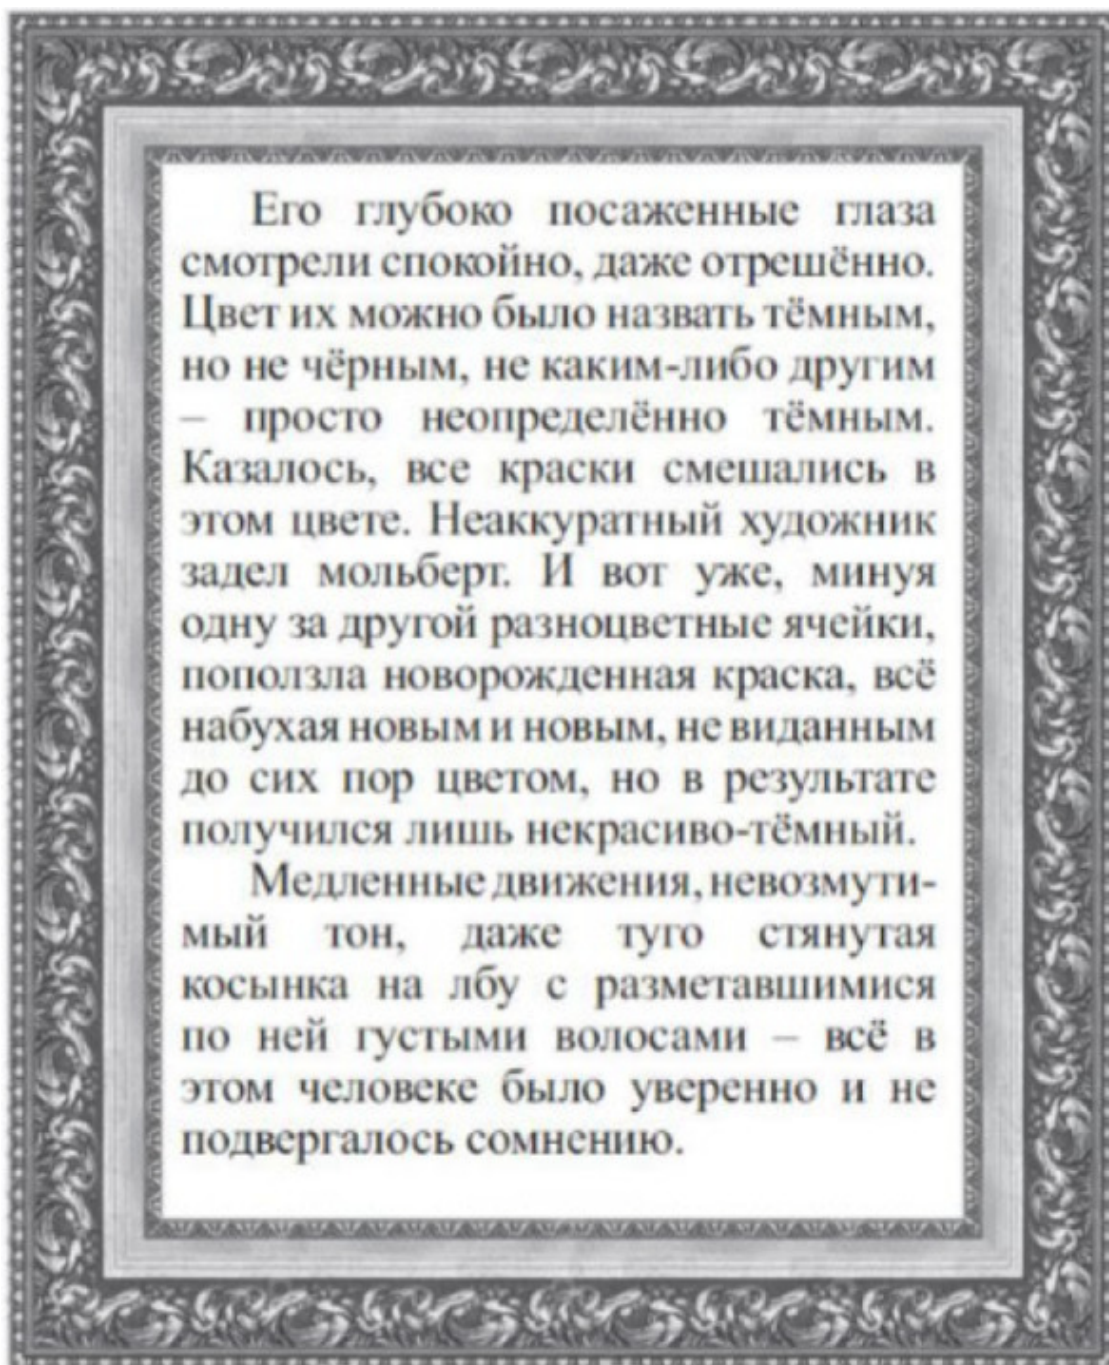 Его глубоко посаженные глаза
смотрели спокойно, даже отрешённо.
Цвет их можно было назвать тёмным,
но не чёрным, не каким-либо другим
– просто неопределённо тёмным.
Казалось, все краски смешались в
этом цвете. Неаккуратный художник
задел мольберт. И вот уже, минуя
одну за другой разноцветные ячейки,
поползла новорожденная краска, всё
набухая новым и новым, не виданным
до сих пор цветом, но в результате
получился лишь некрасиво-тёмный.
Медленные движения, невозмути-
мый тон, даже туго стянутая
косынка на лбу с разметавшимися
по ней густыми волосами – всё в
этом человеке было уверенно и не
подвергалось сомнению.